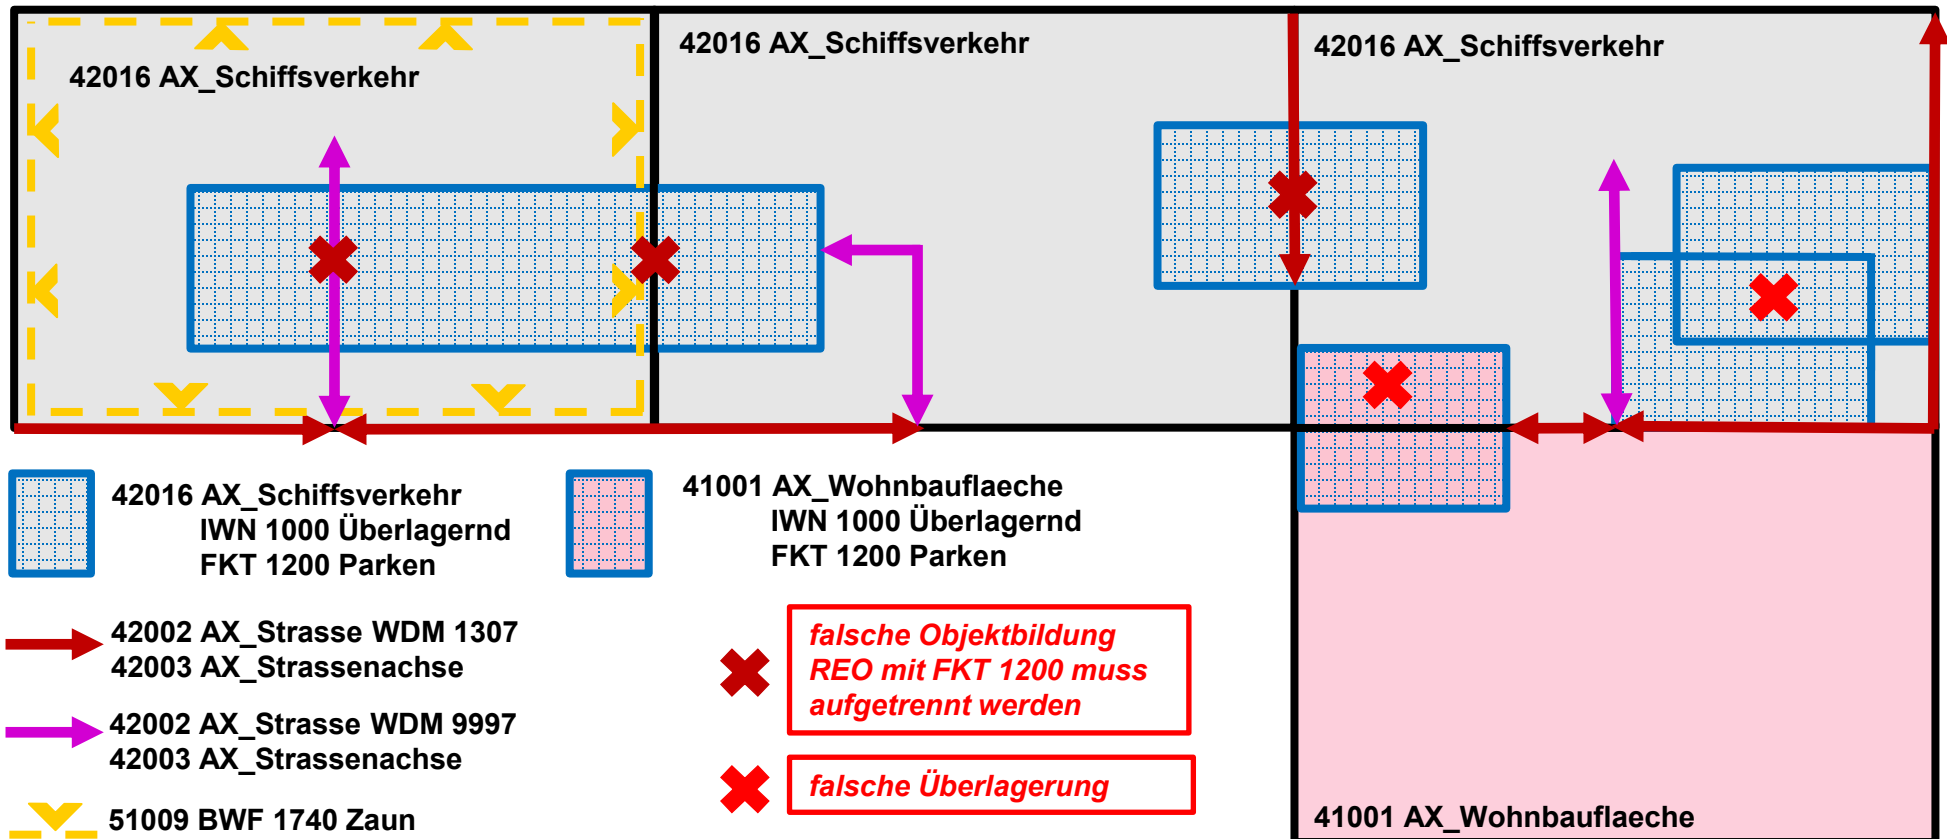 42016 AX_Schiffsverkehr
42016 AX_Schiffsverkehr
42016 AX_Schiffsverkehr
42016 AX_Schiffsverkehr
IWN 1000 Überlagernd
FKT 1200 Parken
41001 AX_Wohnbauflaeche
IWN 1000 Überlagernd
FKT 1200 Parken
42002 AX_Strasse WDM 1307
42003 AX_Strassenachse
falsche Objektbildung
REO mit FKT 1200 muss
aufgetrennt werden
42002 AX_Strasse WDM 9997
42003 AX_Strassenachse
falsche Überlagerung
51009 BWF 1740 Zaun
41001 AX_Wohnbauflaeche